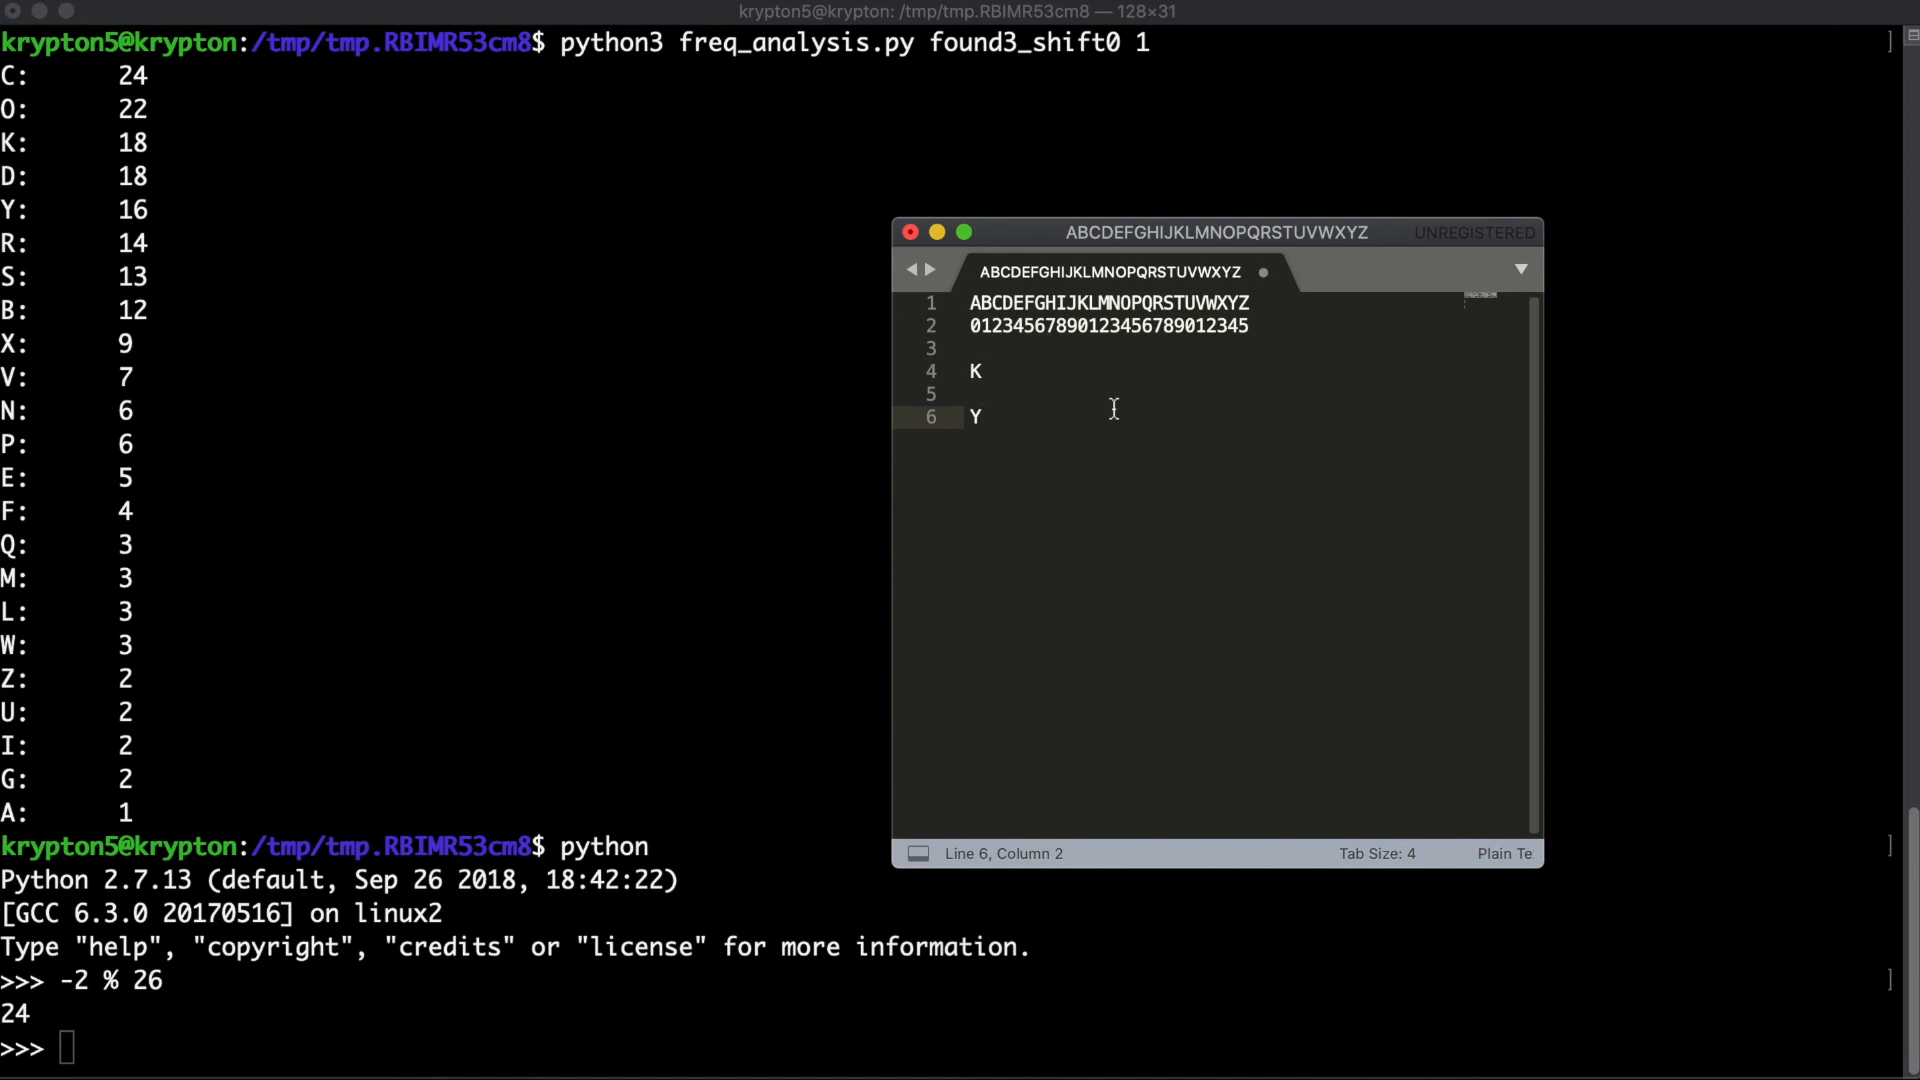 krypton5@krypton: /tmp/tmp.RBIMR53cm8 — 128×31
krypton5@krypton:/tmp/tmp.RBIMR53cm8$ python3 freq_analysis.py found3_shift0 1
C: 24
O: 22
K: 18
D: 18
Y: 16
R: 14
S: 13
B: 12
X: 9
V: 7
N: 6
P: 6
E: 5
F: 4
Q: 3
M: 3
L: 3
W: 3
Z: 2
U: 2
I: 2
G: 2
A: 1
krypton5@krypton:/tmp/tmp.RBIMR53cm8$ python
Python 2.7.13 (default, Sep 26 2018, 18:42:22)
[GCC 6.3.0 20170516] on linux2
Type "help", "copyright", "credits" or "license" for more information.
>>> -2 % 26
24
>>>
ABCDEFGHIJKLMNOPQRSTUVWXYZ UNREGISTERED
ABCDEFGHIJKLMNOPQRSTUVWXYZ
1 ABCDEFGHIJKLMNOPQRSTUVWXYZ
2 01234567890123456789012345
3
4 K
5
6 Y
Line 6, Column 2 Tab Size: 4 Plain Te